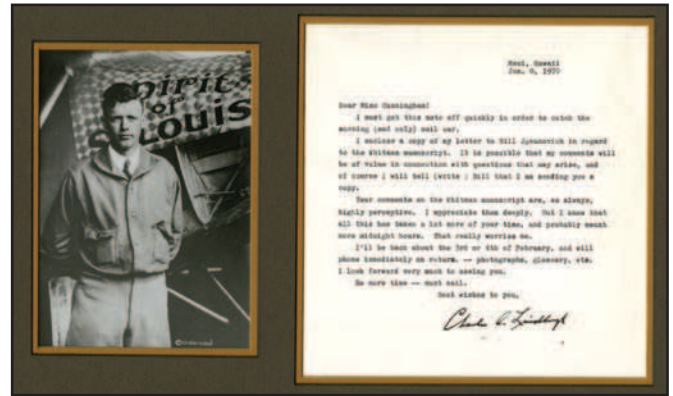 Spirit
of
St. LOUIS
Maui, Hawaii
Jan. 6, 1970
Dear Miss Cunningham:
I must get this note off quickly in order to catch the
morning (and only) mail car.
I enclose a copy of my letter to Bill in regard
to the Whitman manuscript. It is possible that my comments will
be of value in connection with questions that may arise, and
of course I will tell (write) Bill that I am sending you a
copy.
Your comments on the Whitman manuscript are, as always,
highly perceptive. I appreciate them deeply. But I know that
all this has taken a lot more of your time, and probably meant
more midnight hours. That really worries me.
I'll be back about the 3rd or 4th of February, and will
phone immediately on return. -- photographs, glossary, etc.
I look forward very much to seeing you.
No more time -- must mail.
Best wishes to you,
Charles A. Lindbergh